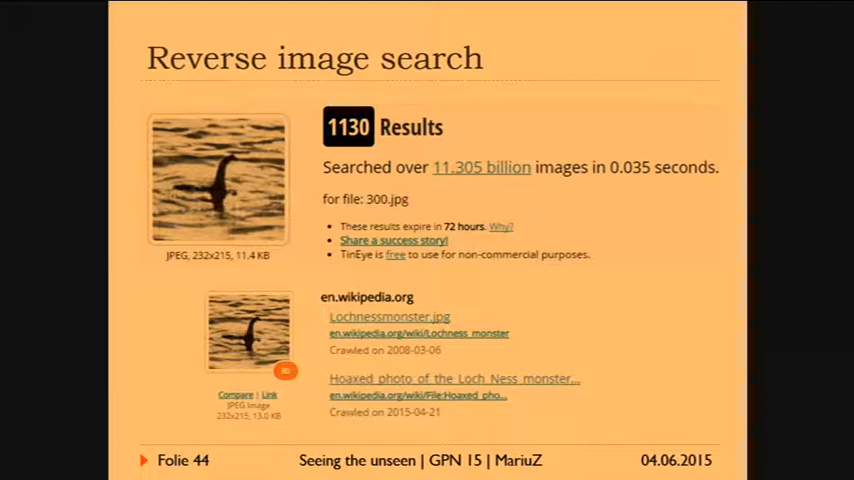 Reverse image search
1130 Results
Searched over 11.305 billion images in 0.035 seconds.
for file: 300.jpg
These results expire in 72 hours. Why?
Share a success story!
TinEye is free to use for non-commercial purposes.
JPEG, 232x215, 11.4 KB
en.wikipedia.org
Lochnessmonster.jpg
en.wikipedia.org/wiki/Lochness_monster
Crawled on 2008-03-06
Compare | Link
JPEG Image
232x215, 13.0 KB
Hoaxed photo of the Loch Ness monster...
en.wikipedia.org/wiki/File:Hoaxed_pho...
Crawled on 2015-04-21
Folie 44
Seeing the unseen | GPN 15 | MariuZ
04.06.2015